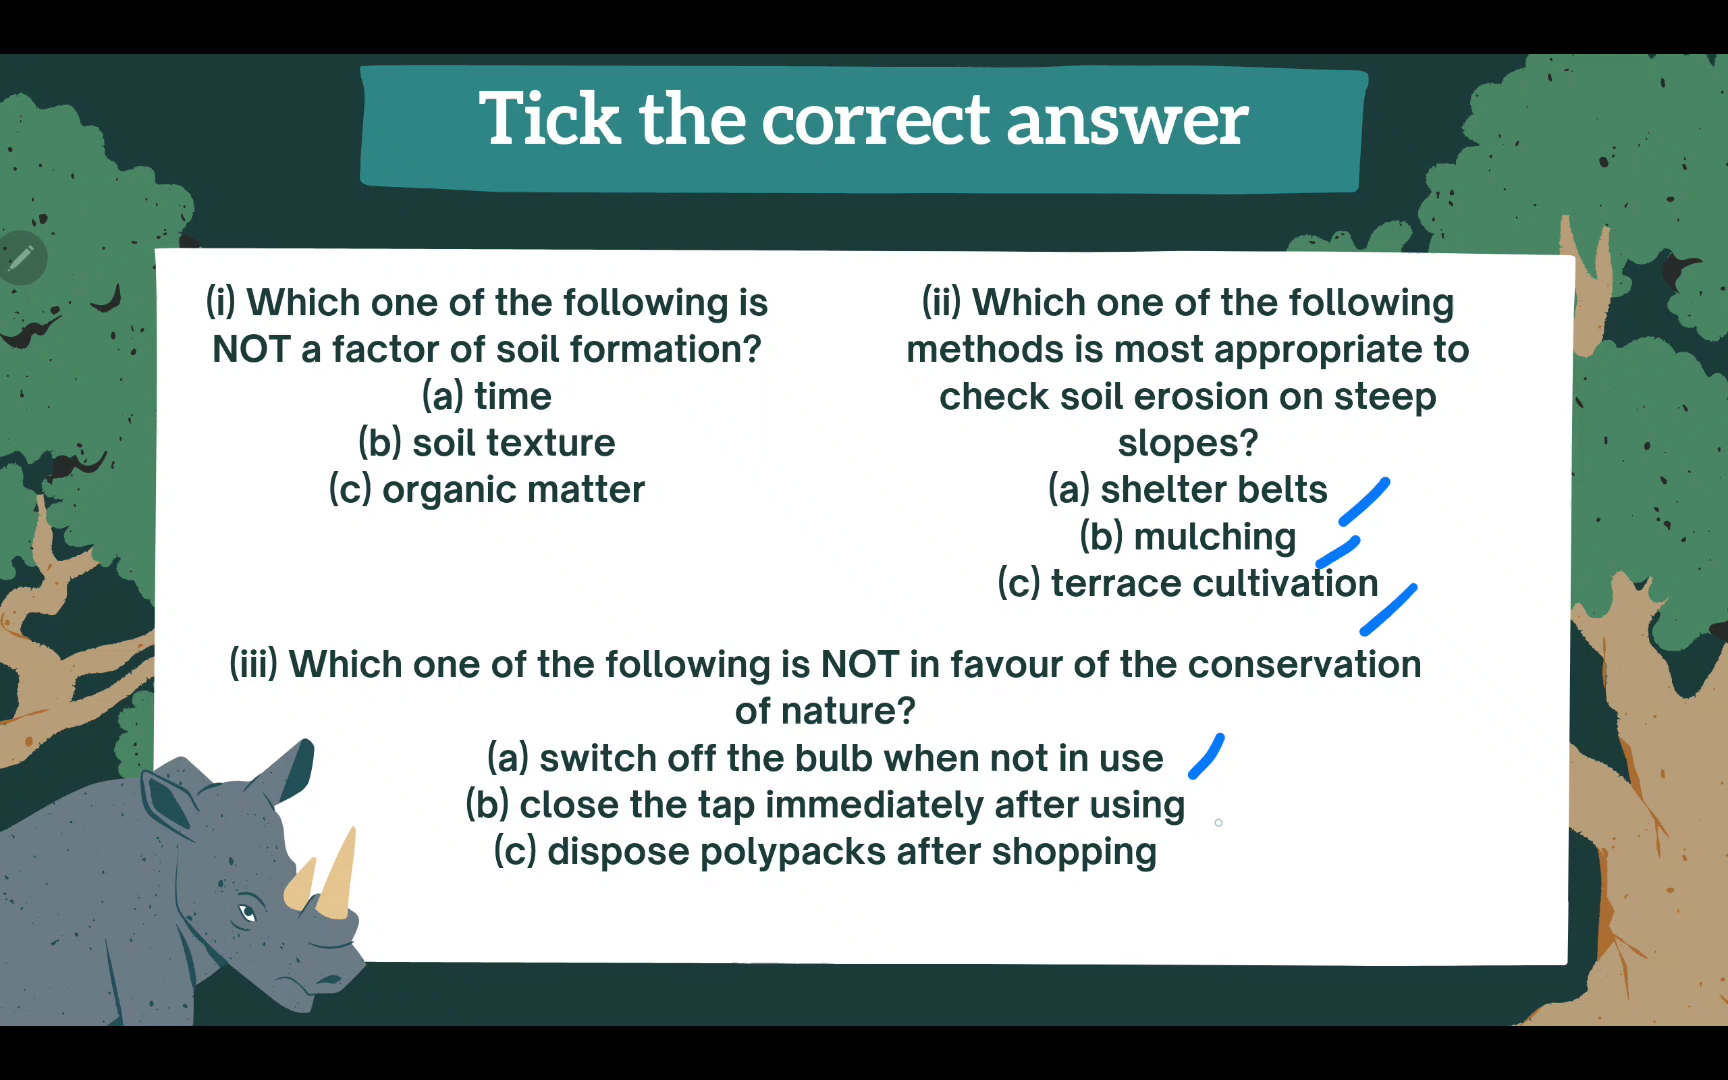 Tick the correct answer
(i) Which one of the following is
NOT a factor of soil formation?
(a) time
(b) soil texture
(c) organic matter
(ii) Which one of the following
methods is most appropriate to
check soil erosion on steep
slopes?
(a) shelter belts
(b) mulching
(c) terrace cultivation
(iii) Which one of the following is NOT in favour of the conservation
of nature?
(a) switch off the bulb when not in use
(b) close the tap immediately after using
(c) dispose polypacks after shopping